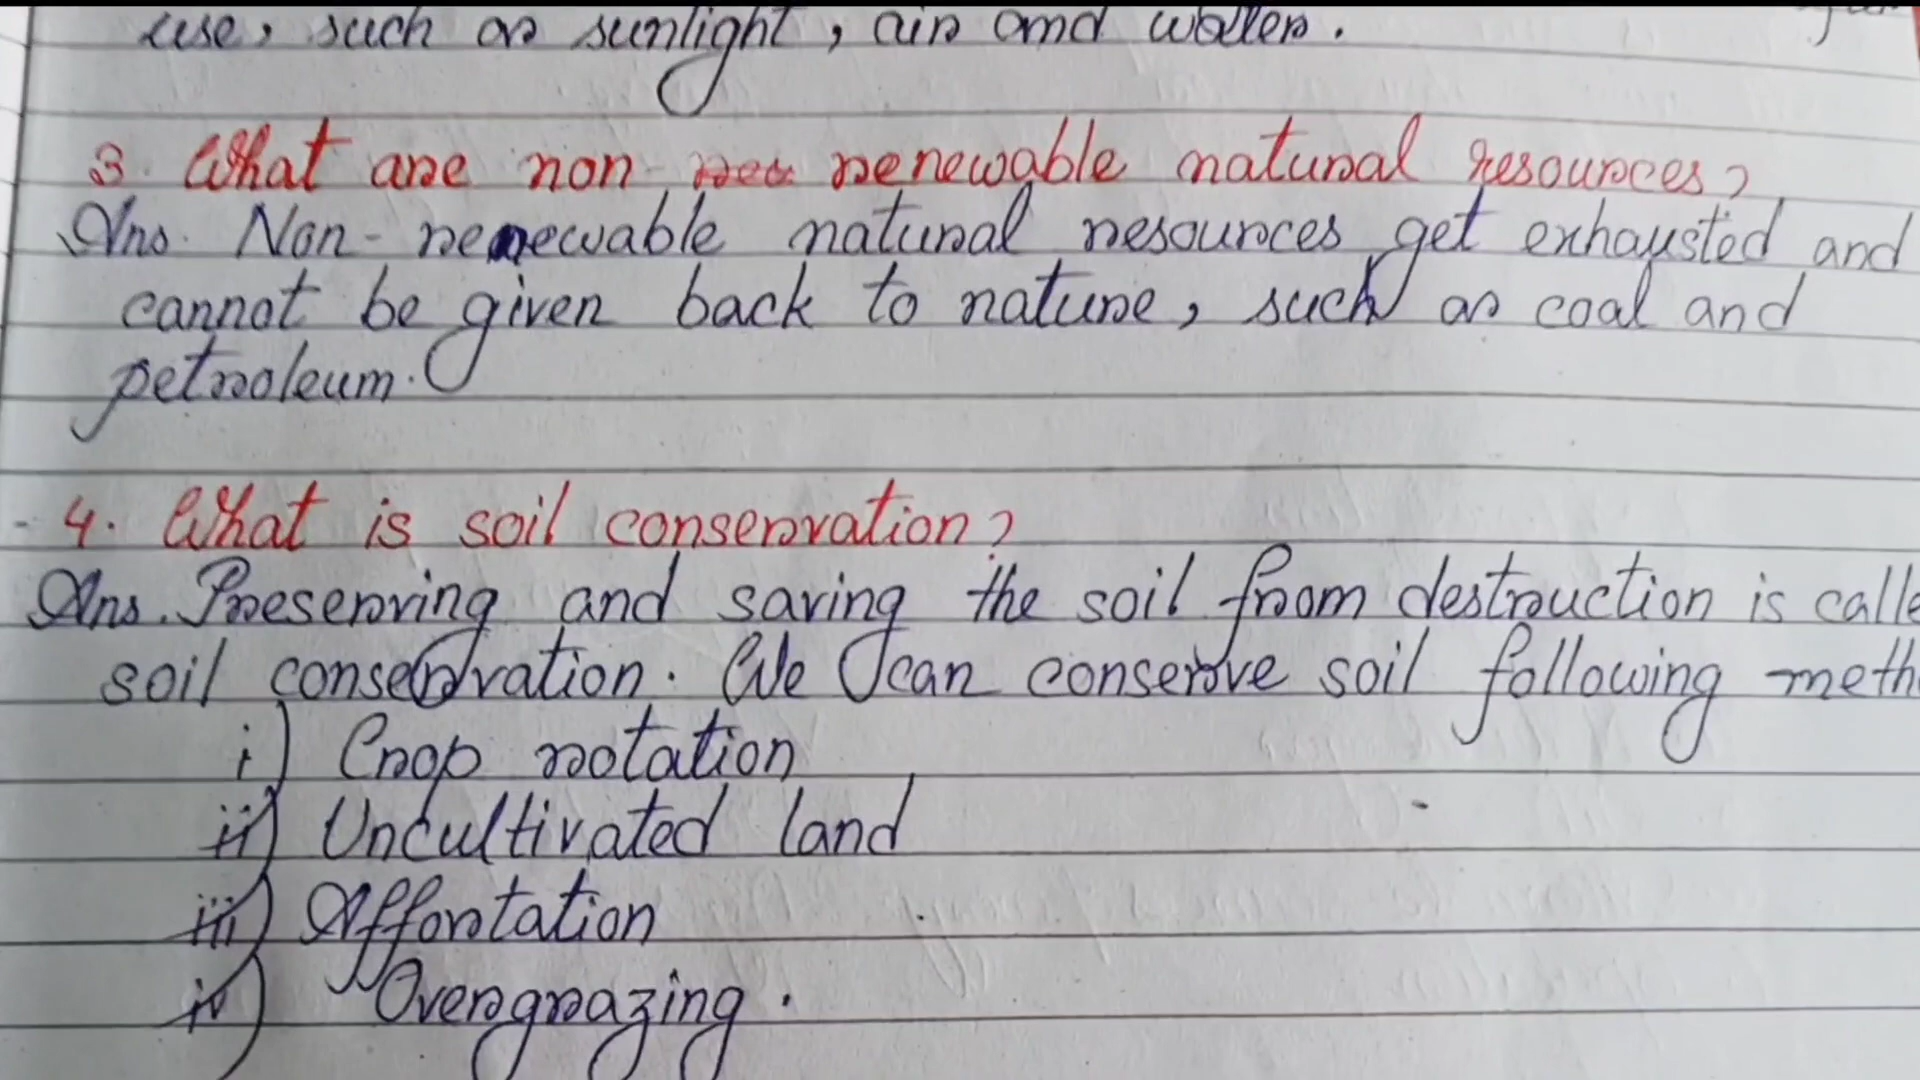 use, such as sunlight, air and water.
3. What are non renewable natural resources?
Ans. Non-renewable natural resources get exhausted and
cannot be given back to nature, such as coal and
petroleum.
4. What is soil conservation?
Ans. Preserving and saving the soil from destruction is calle
soil conservation. We can conserve soil following meth
i) Crop rotation
ii) Uncultivated land
iii) Afforstation
iv) Overgrazing.